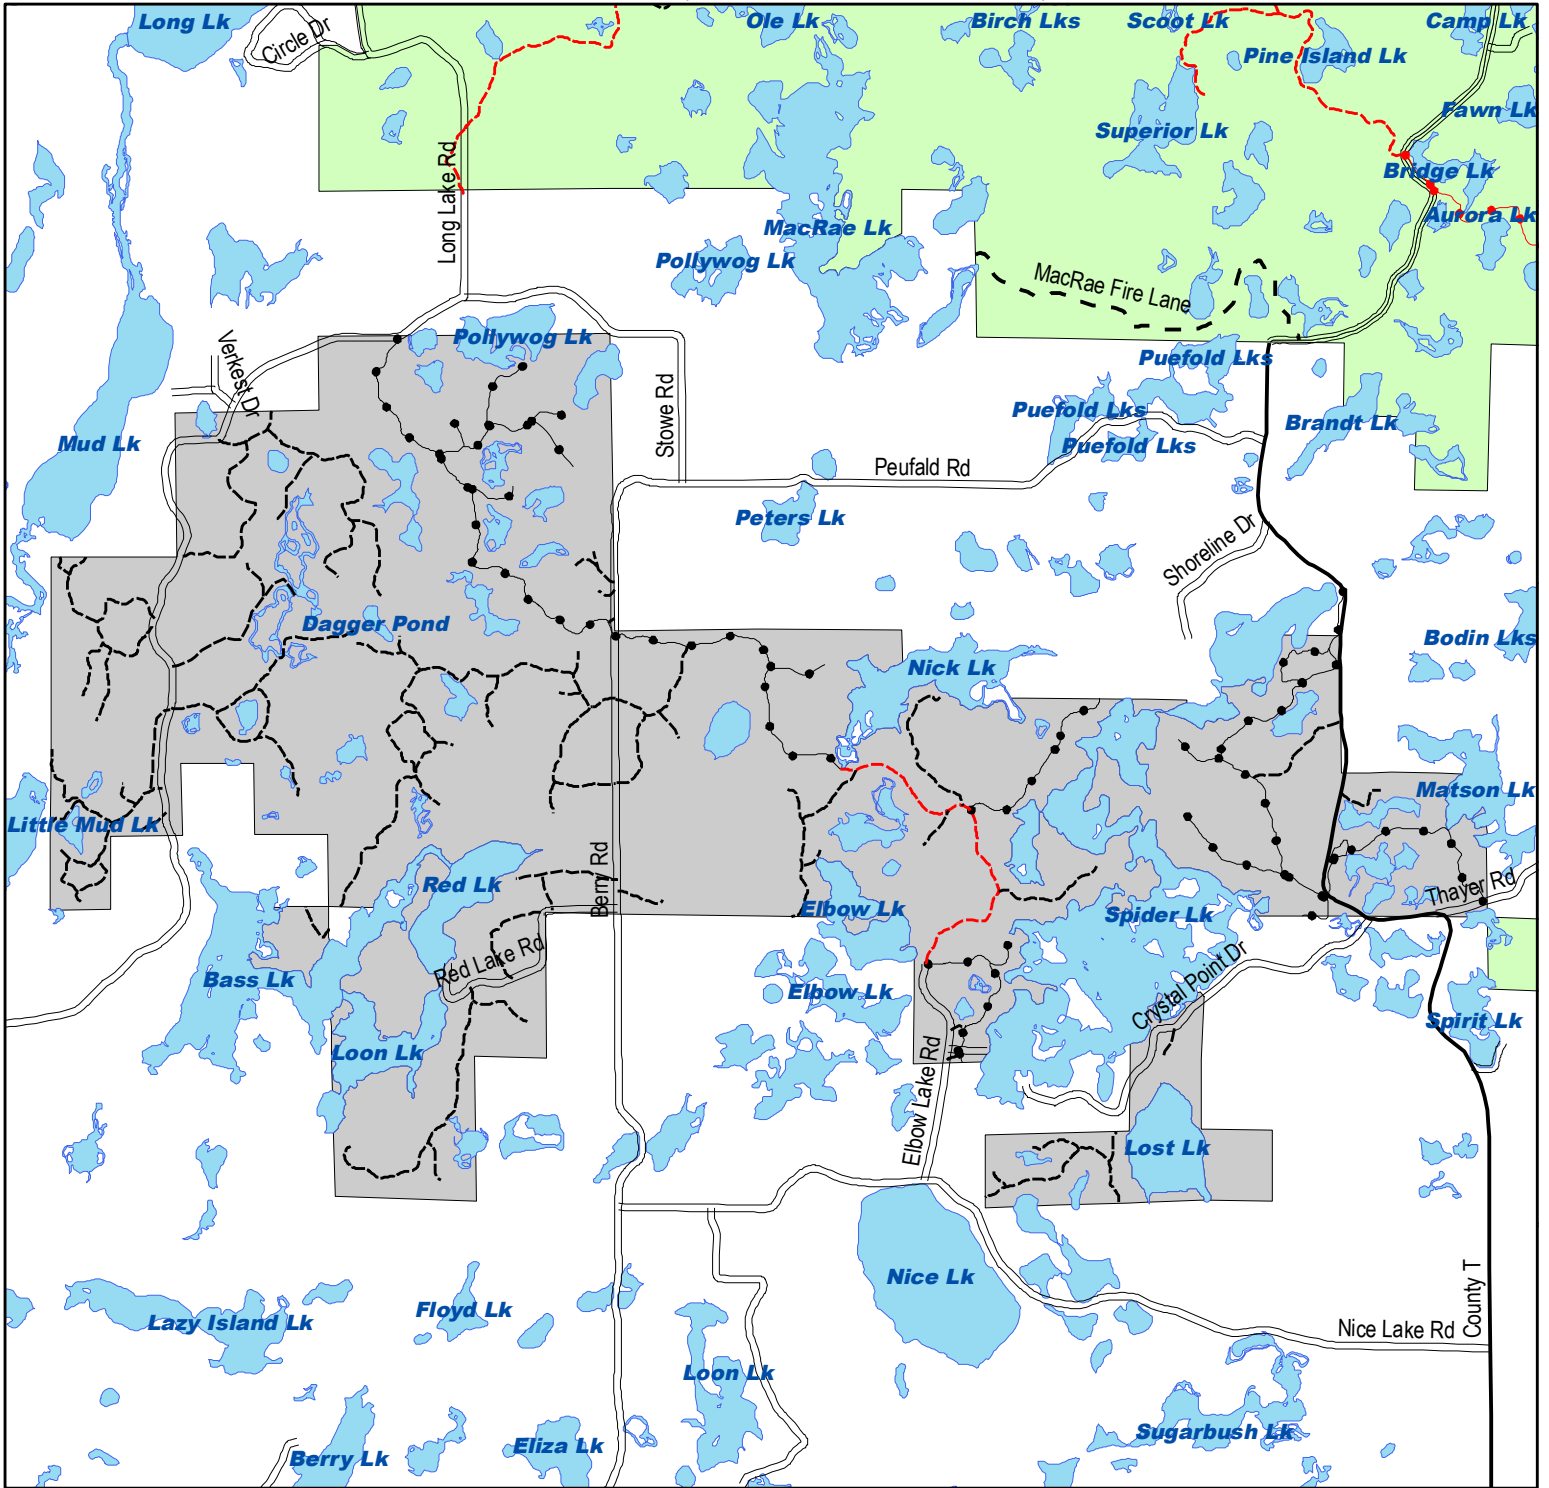 Long Lk
Circle Dr
Ole Lk
Birch Lks
Scoot Lk
Camp Lk
Pine Island Lk
Fawn Lk
Superior Lk
Bridge Lk
Long Lake Rd
Aurora Lk
MacRae Lk
Pollywog Lk
MacRae Fire Lane
Pollywog Lk
Verkest Dr
Puefold Lks
Stowe Rd
Puefold Lks
Brandt Lk
Mud Lk
Puefold Lks
Peufald Rd
Peters Lk
Shoreline Dr
Dagger Pond
Bodin Lks
Nick Lk
Matson Lk
Little Mud Lk
Berry Rd
Red Lk
Thayer Rd
Elbow Lk
Spider Lk
Red Lake Rd
Bass Lk
Elbow Lk
Crystal Point Dr
Spirit Lk
Loon Lk
Elbow Lake Rd
Lost Lk
Nice Lk
County T
Lazy Island Lk
Floyd Lk
Nice Lake Rd
Loon Lk
Sugarbush Lk
Eliza Lk
Berry Lk